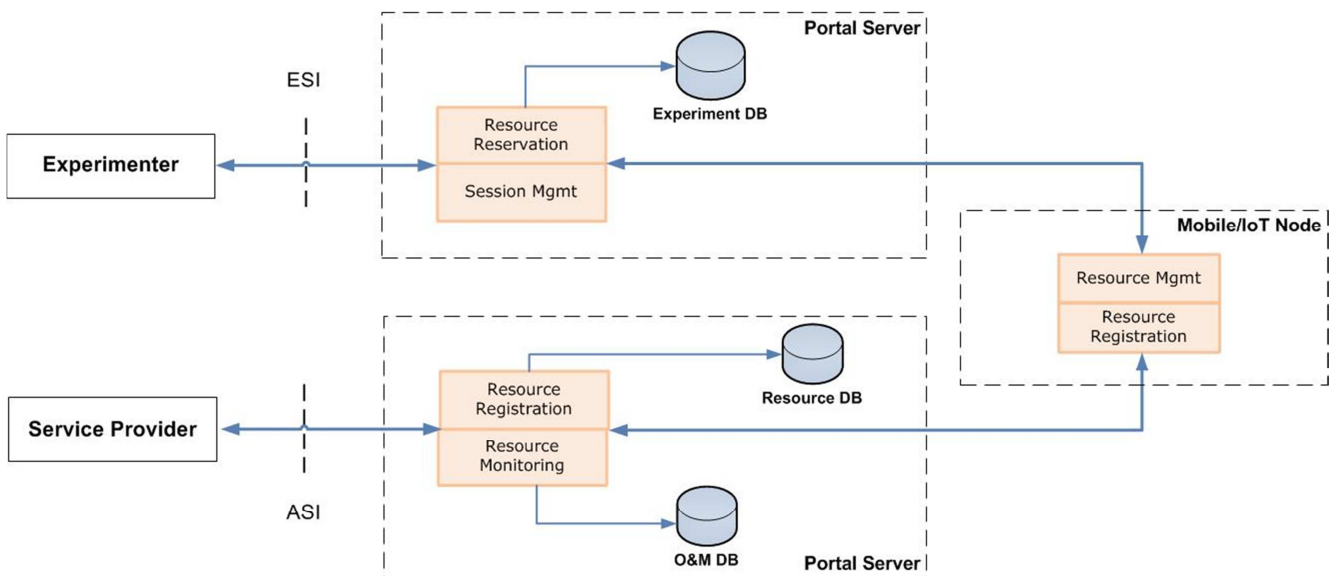 Portal Server
ESI
Experiment DB
Resource
Reservation
Experimenter
Session Mgmt
Mobile/IoT Node
Resource Mgmt
Resource
Registration
Resource
Registration
Resource DB
Service Provider
Resource
Monitoring
ASI
O&M DB
Portal Server